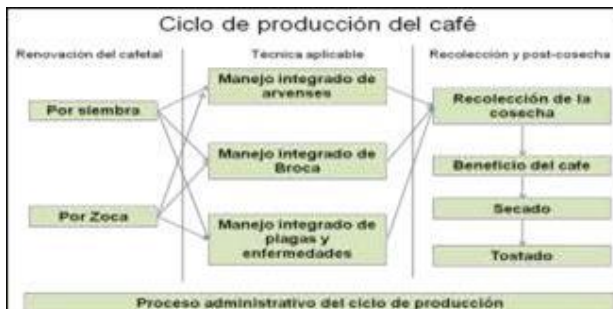 Ciclo de producción del café
Renovación del cafetal
Técnica aplicable
Recolección y post-cosecha
Por siembra
Por Zoca
Manejo integrado de
arvenses
Manejo integrado de
Broca
Manejo integrado de
plagas y
enfermedades
Recolección de la
cosecha
Beneficio del cafe
Secado
Tostado
Proceso administrativo del ciclo de producción